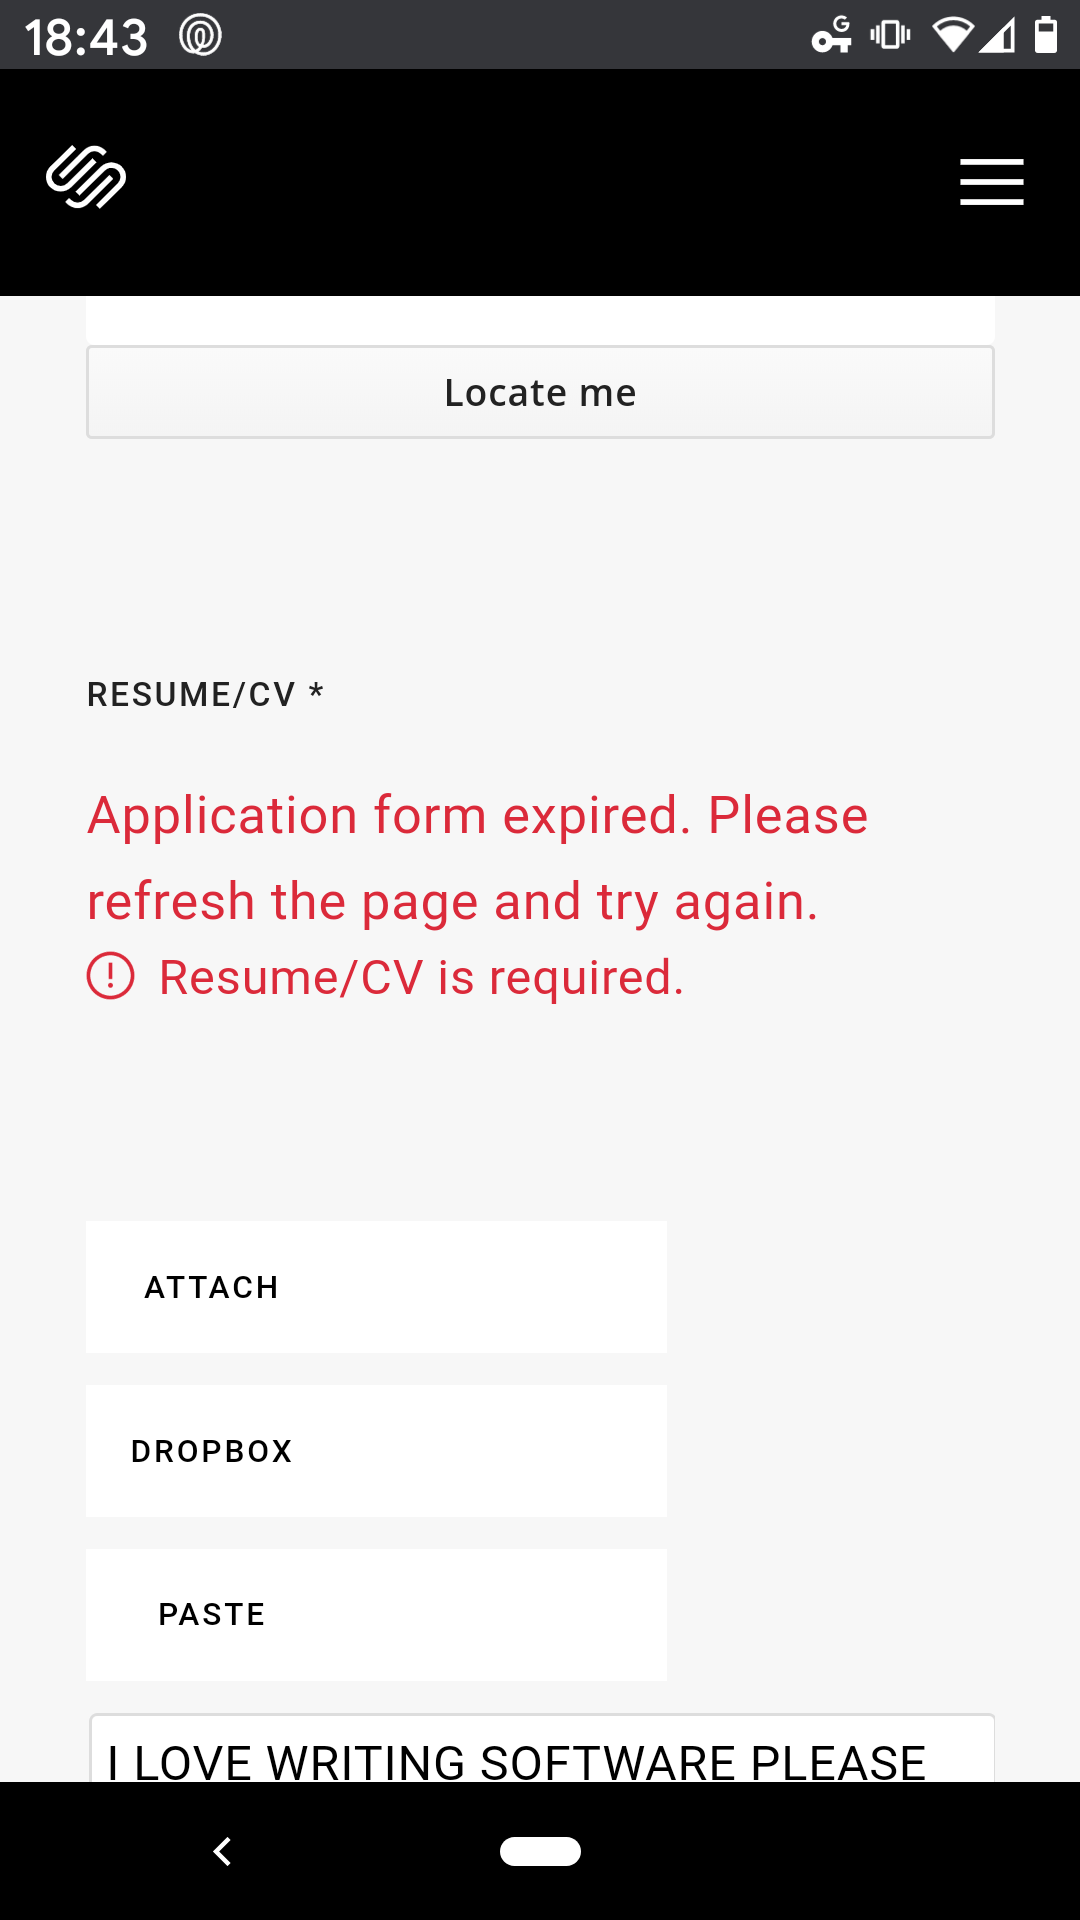 18:43
G
Locate me
RESUME/CV *
Application form expired. Please
refresh the page and try again.
Resume/CV is required.
ATTACH
DROPBOX
PASTE
I LOVE WRITING SOFTWARE PLEASE